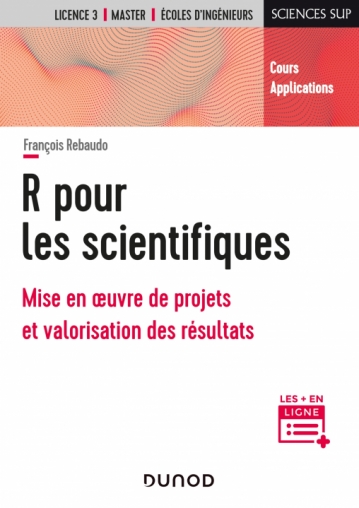 LICENCE 3 | MASTER | ÉCOLES D'INGÉNIEURS
SCIENCES SUP
Cours
Applications
François Rebaudo
R pour
les scientifiques
Mise en œuvre de projets
et valorisation des résultats
LES + EN
LIGNE
DUNOD